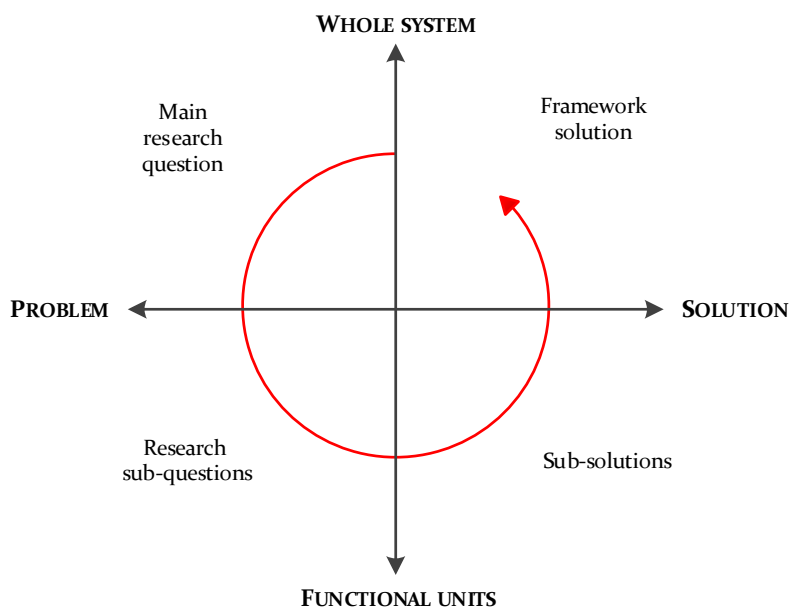 WHOLE SYSTEM
Main
research
question
Framework
solution
PROBLEM
SOLUTION
Research
sub-questions
Sub-solutions
FUNCTIONAL UNITS